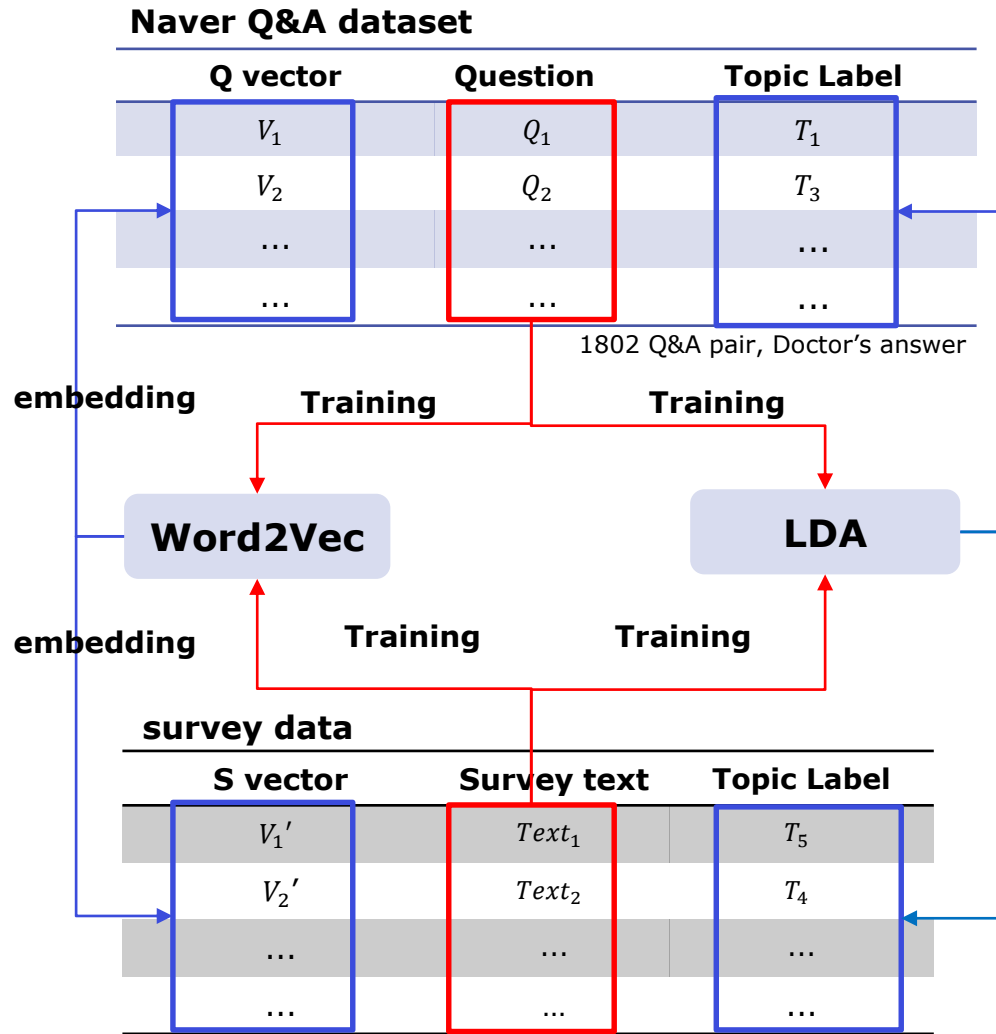 Naver Q&A dataset
Q vector Question Topic Label
V₁ Q₁ T₁
V₂ Q₂ T₃
... ... ...
... ... ...
1802 Q&A pair, Doctor's answer
embedding Training Training
Word2Vec LDA
embedding Training Training
survey data
S vector Survey text Topic Label
V₁′ Text₁ T₅
V₂′ Text₂ T₄
... ... ...
... ... ...